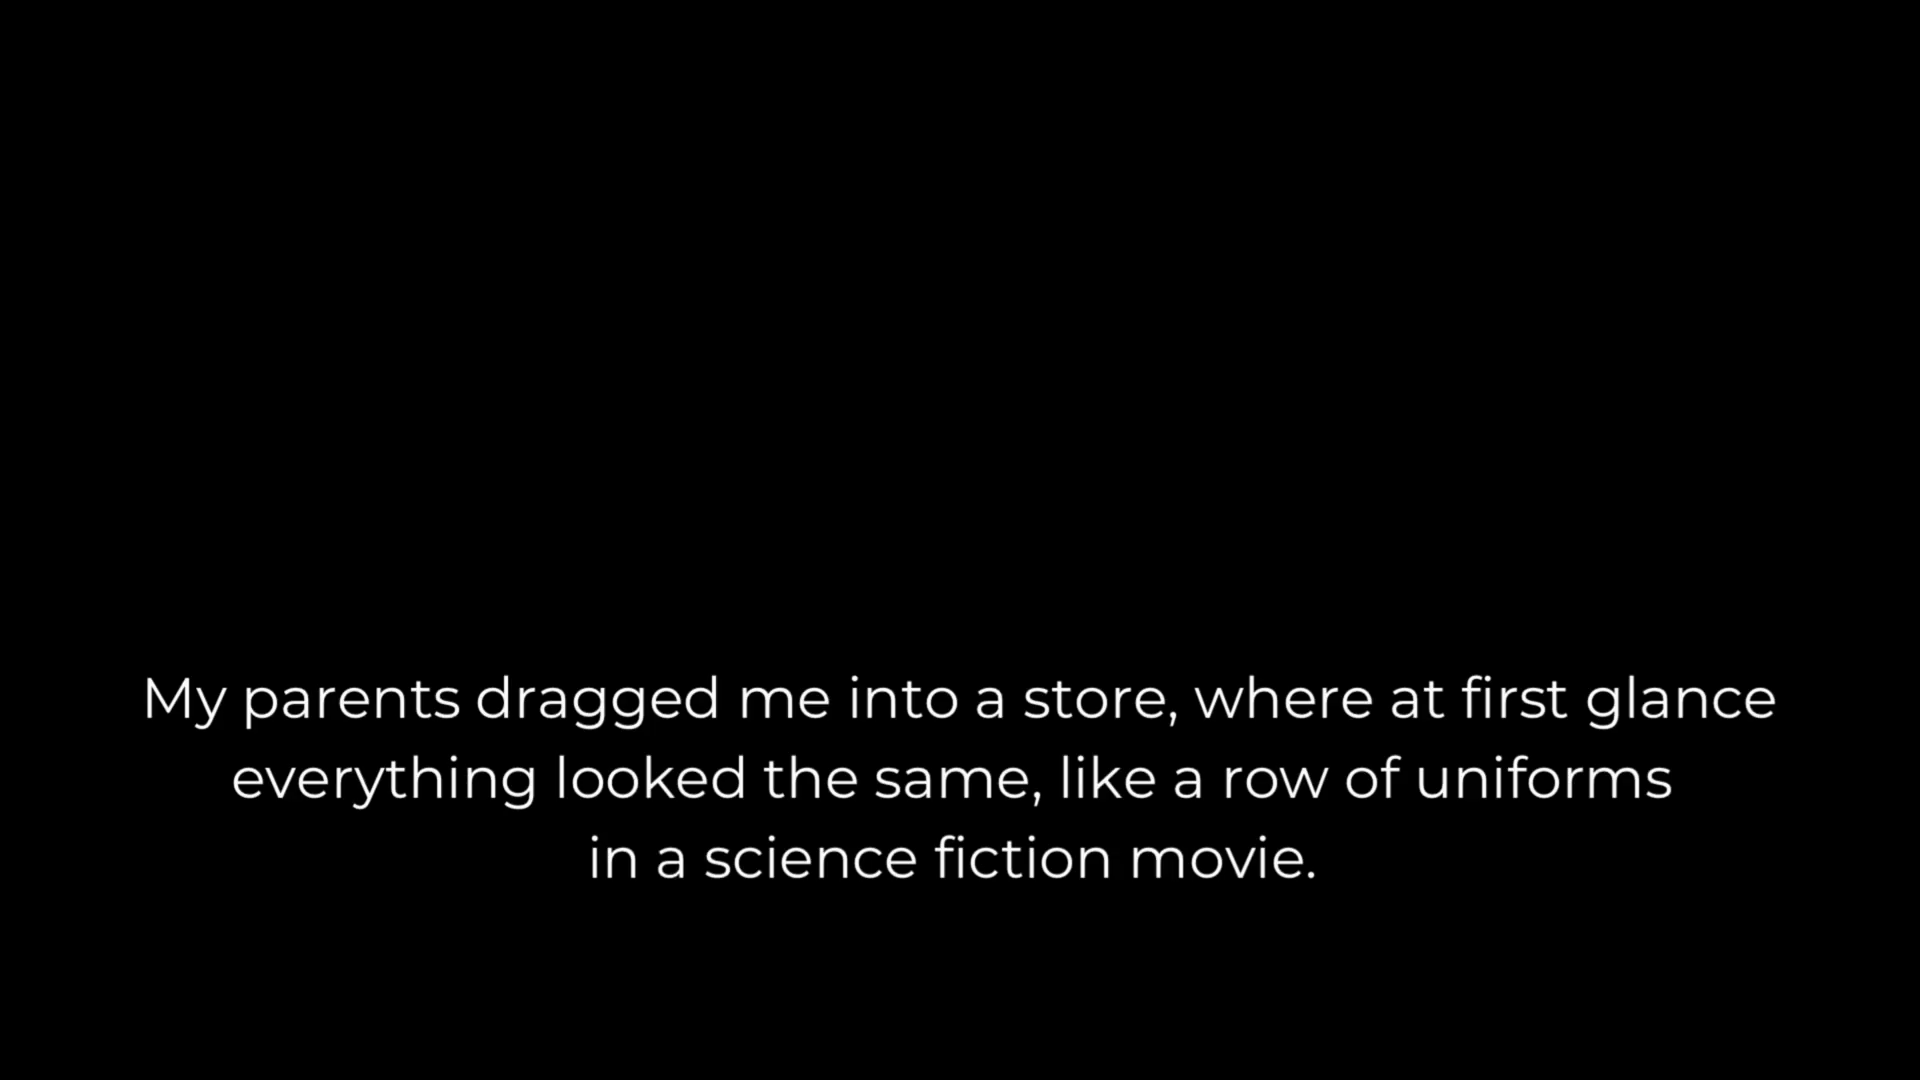 My parents dragged me into a store, where at first glance
everything looked the same, like a row of uniforms
in a science fiction movie.